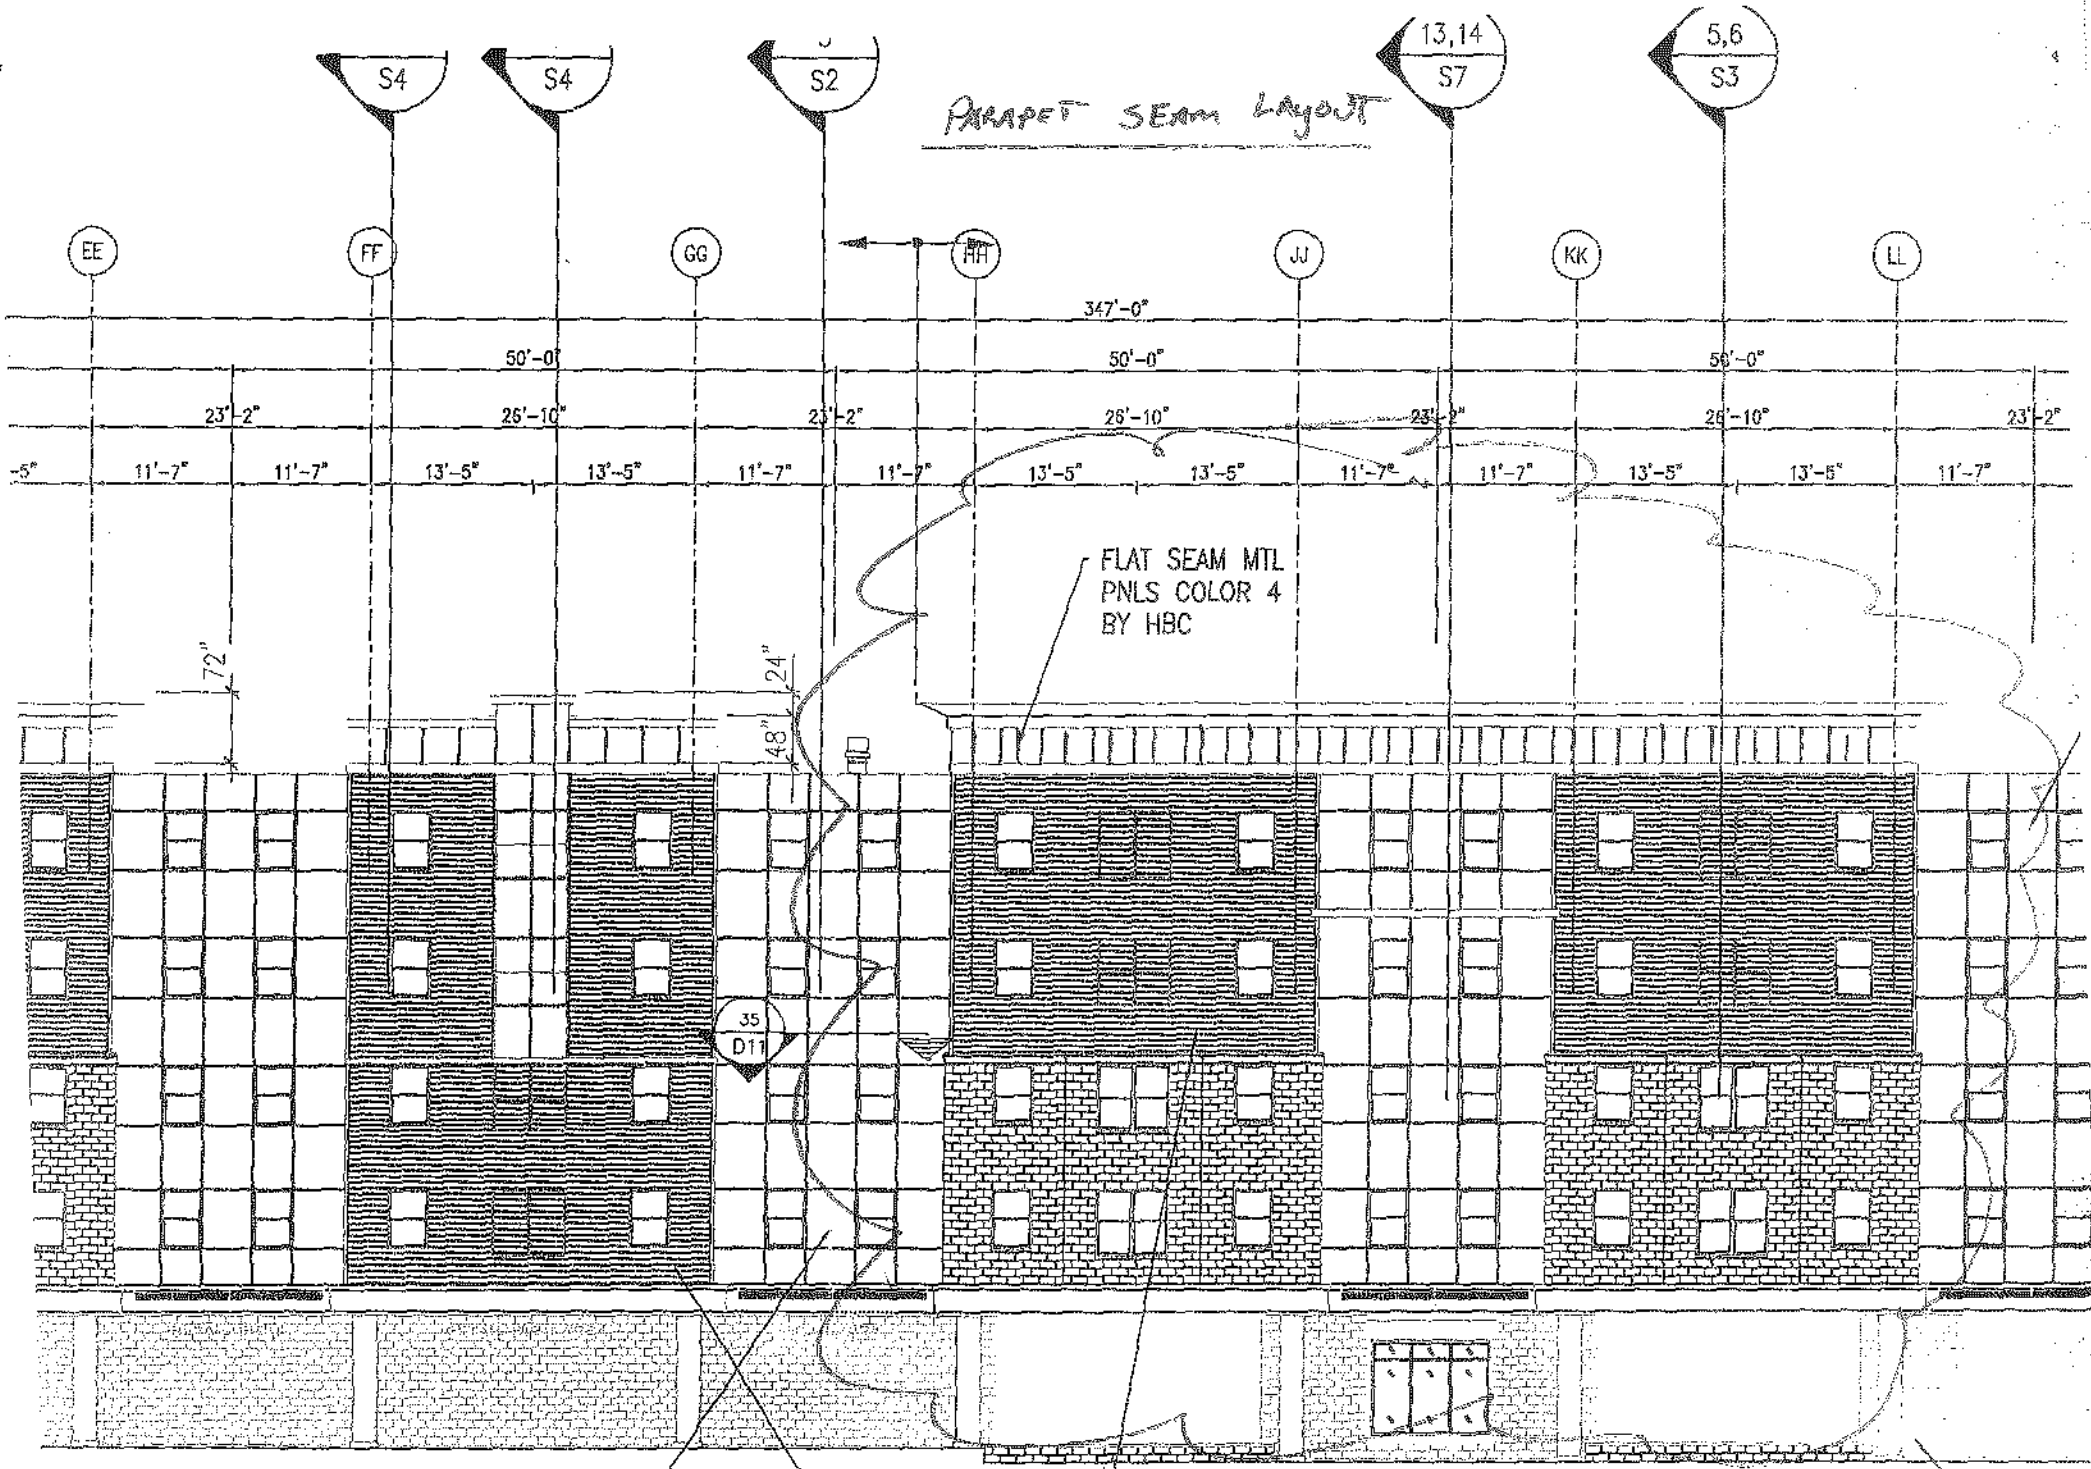 13,14
5,6
S4
S4
S2
S7
S3
PARAPET SEAM LAYOUT
EE
FF
GG
HH
JJ
KK
LL
347'-0"
50'-0"
50'-0"
50'-0"
23'-2"
26'-10"
23'-2"
26'-10"
23'-2"
26'-10"
23'-2"
-5"
11'-7"
11'-7"
13'-5"
13'-5"
11'-7"
11'-7"
13'-5"
13'-5"
11'-7"
11'-7"
13'-5"
13'-5"
11'-7"
FLAT SEAM MTL
PNLS COLOR 4
BY HBC
72"
24"
48"
35
D11